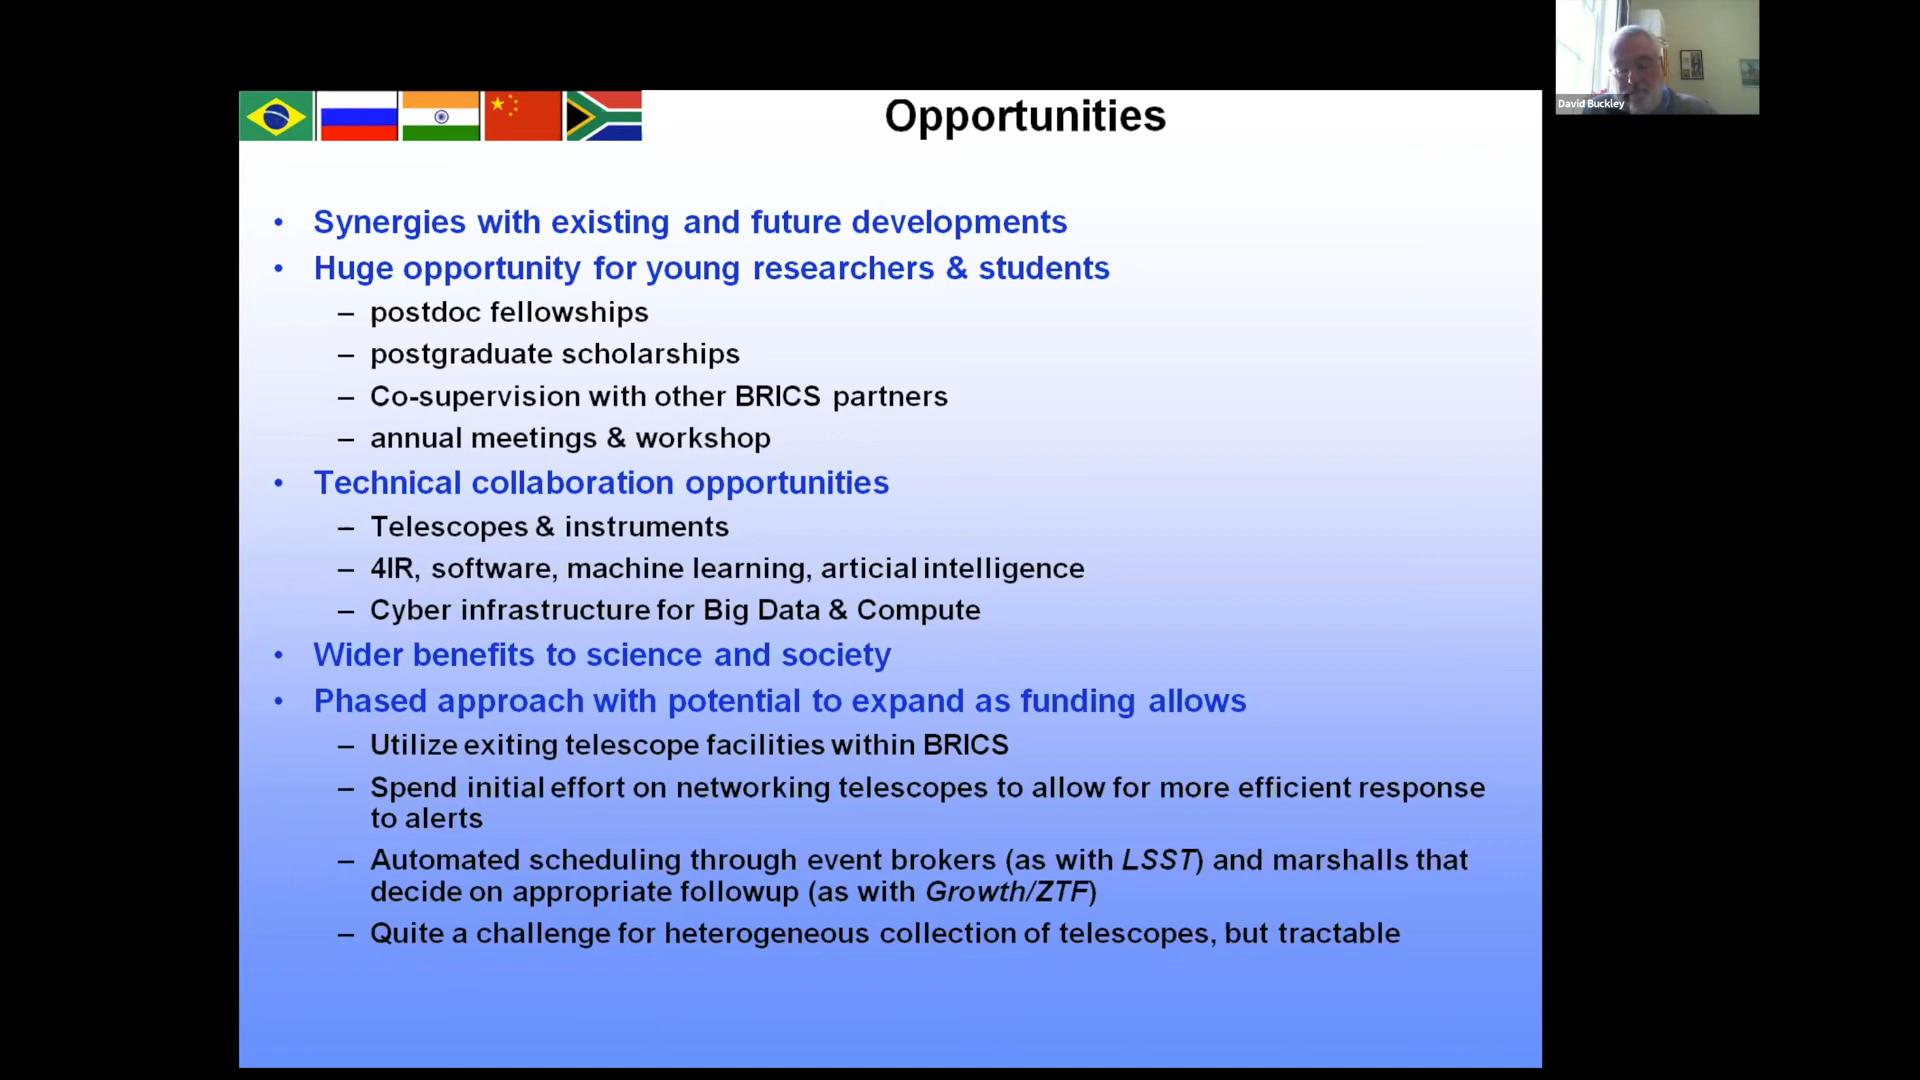 Opportunities
David Buckley
• Synergies with existing and future developments
• Huge opportunity for young researchers & students
– postdoc fellowships
– postgraduate scholarships
– Co-supervision with other BRICS partners
– annual meetings & workshop
• Technical collaboration opportunities
– Telescopes & instruments
– 4IR, software, machine learning, articial intelligence
– Cyber infrastructure for Big Data & Compute
• Wider benefits to science and society
• Phased approach with potential to expand as funding allows
– Utilize exiting telescope facilities within BRICS
– Spend initial effort on networking telescopes to allow for more efficient response
to alerts
– Automated scheduling through event brokers (as with LSST) and marshalls that
decide on appropriate followup (as with Growth/ZTF)
– Quite a challenge for heterogeneous collection of telescopes, but tractable